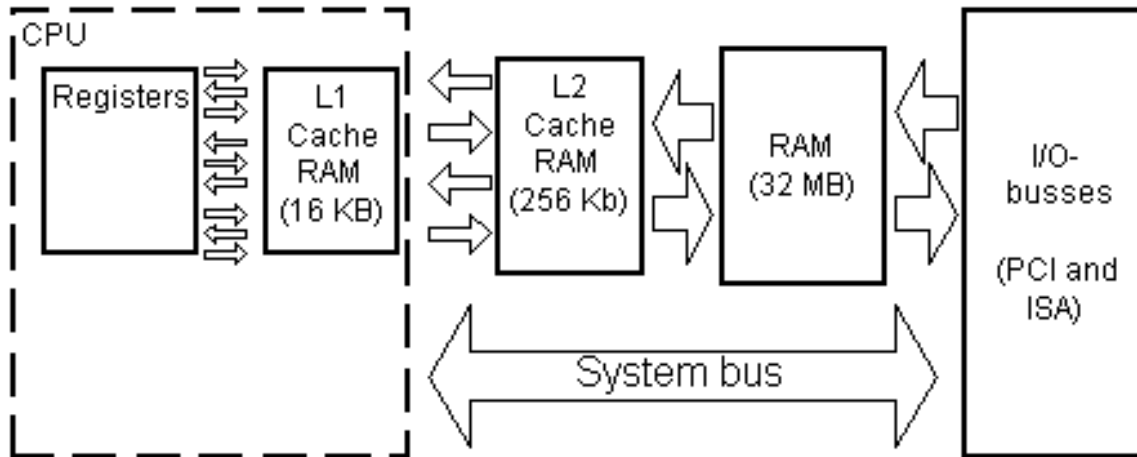 CPU
Registers
L1
Cache
RAM
(16 KB)
L2
Cache
RAM
(256 Kb)
RAM
(32 MB)
I/O-
busses
(PCI and
ISA)
System bus